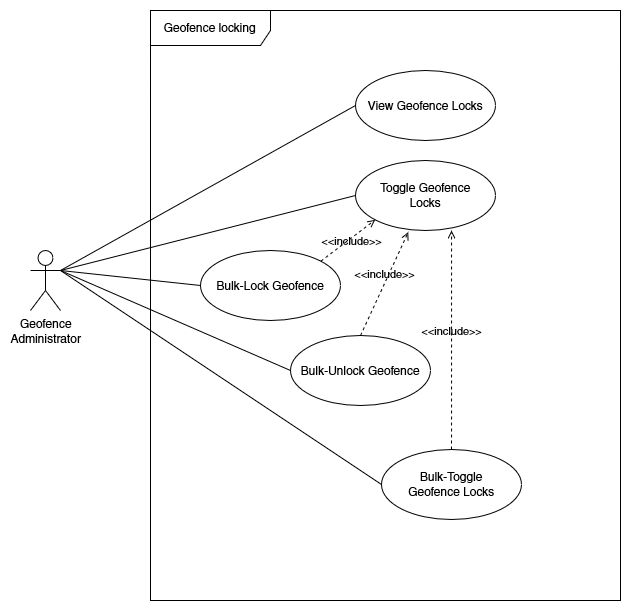 Geofence locking
View Geofence Locks
Toggle Geofence
Locks
<<include>>
Bulk-Lock Geofence
<<include>>
Geofence
Administrator
<<include>>
Bulk-Unlock Geofence
Bulk-Toggle
Geofence Locks